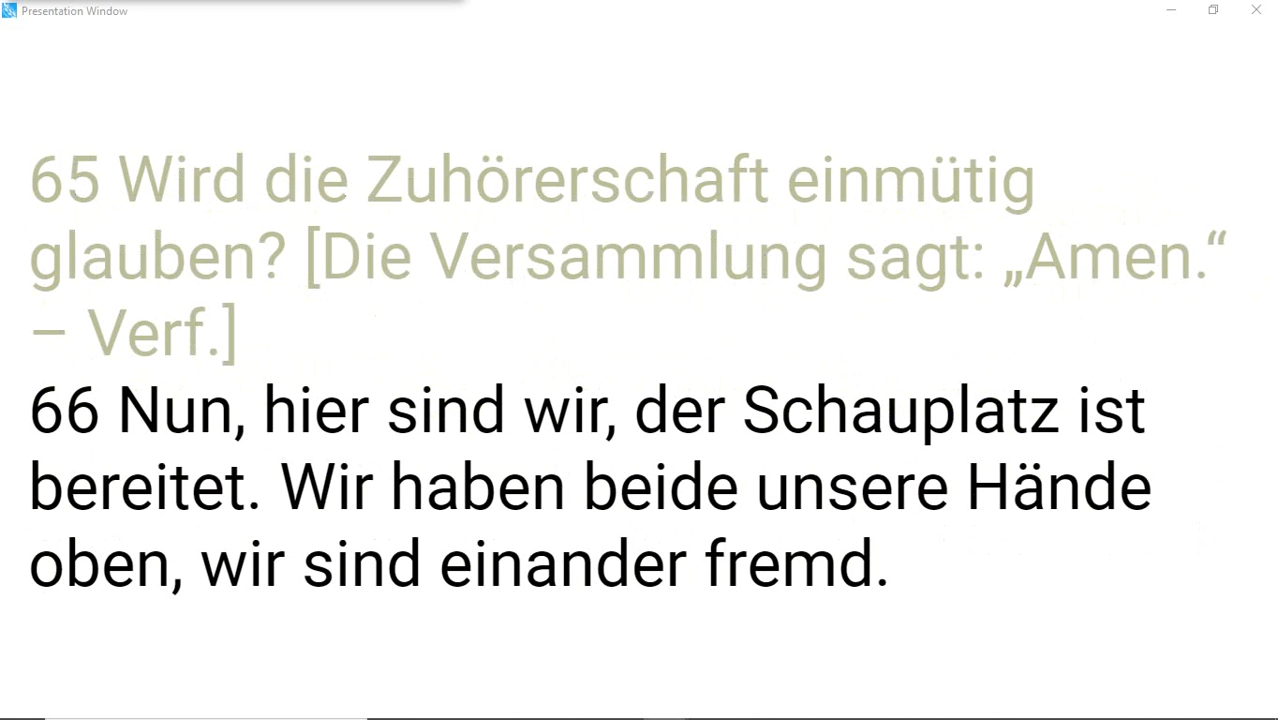 Presentation Window
65 Wird die Zuhörerschaft einmütig
glauben? [Die Versammlung sagt: „Amen.“
– Verf.]
66 Nun, hier sind wir, der Schauplatz ist
bereitet. Wir haben beide unsere Hände
oben, wir sind einander fremd.